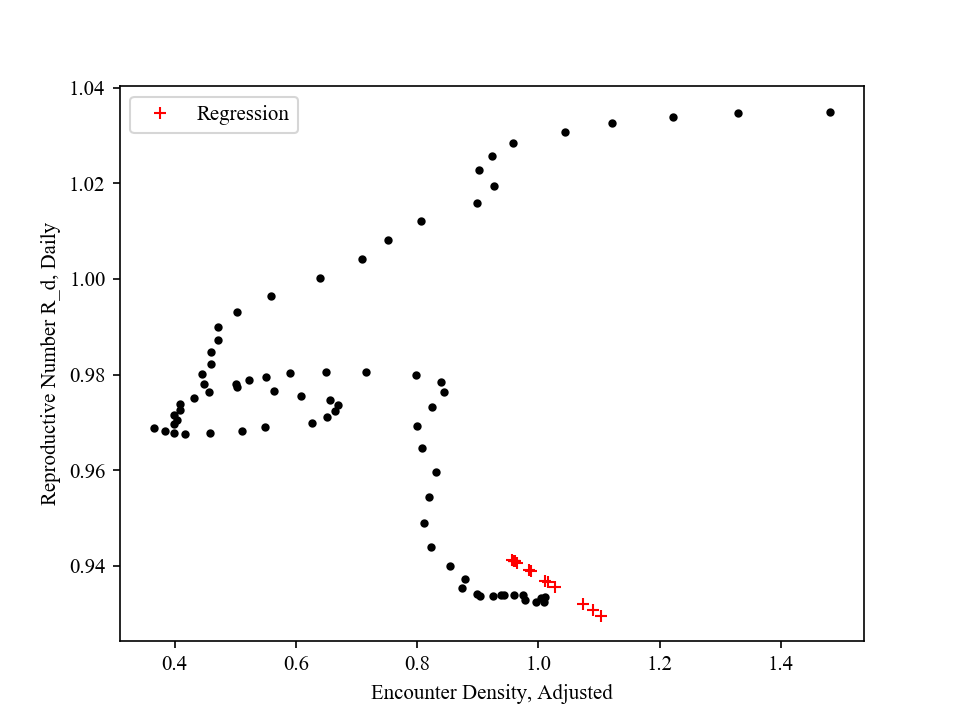 1.04
Regression
1.02
1.00
0.98
0.96
0.94
Reproductive Number R_d, Daily
0.4 0.6 0.8 1.0 1.2 1.4
Encounter Density, Adjusted